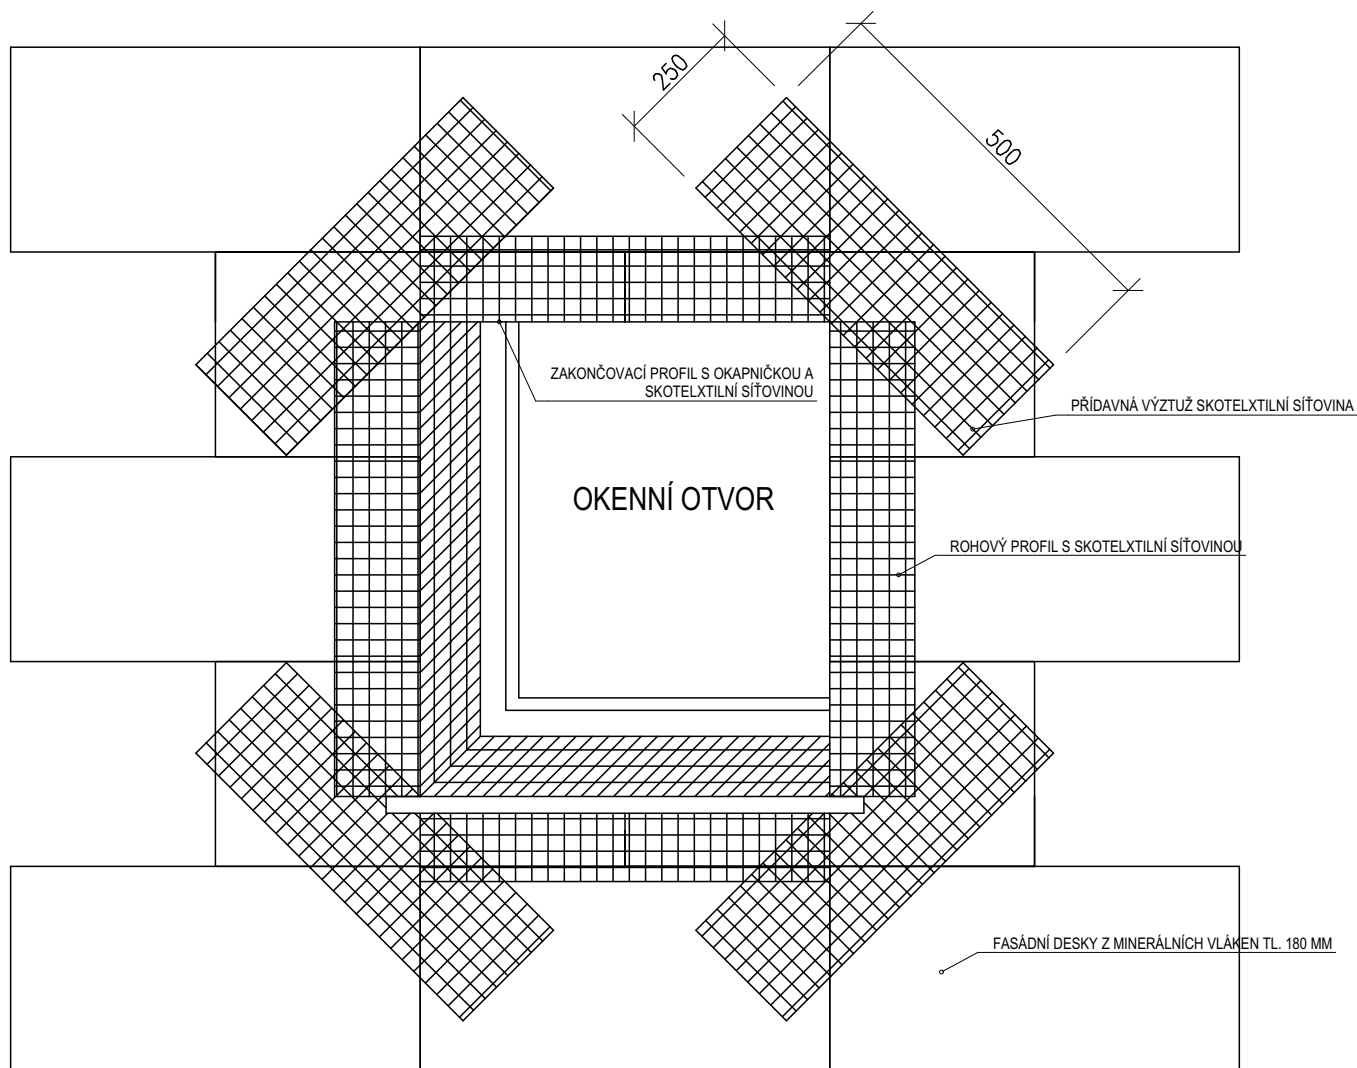 250
500
ZAKONČOVACÍ PROFIL S OKAPNIČKOU A
SKOTELXTILNÍ SÍŤOVINOU
PŘÍDAVNÁ VÝZTUŽ SKOTELXTILNÍ SÍŤOVINA
OKENNÍ OTVOR
ROHOVÝ PROFIL S SKOTELXTILNÍ SÍŤOVINOU
FASÁDNÍ DESKY Z MINERÁLNÍCH VLÁKEN TL. 180 MM